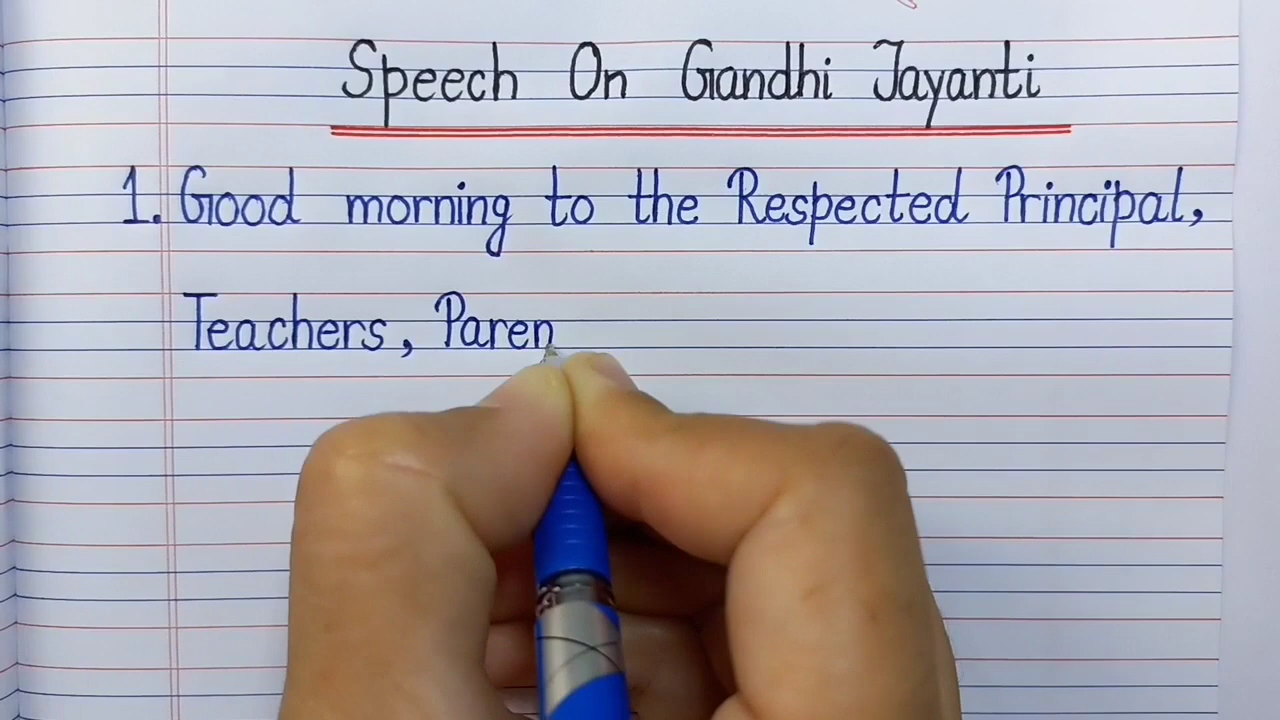 Speech On Gandhi Jayanti
1. Good morning to the Respected Principal,
Teachers, Paren